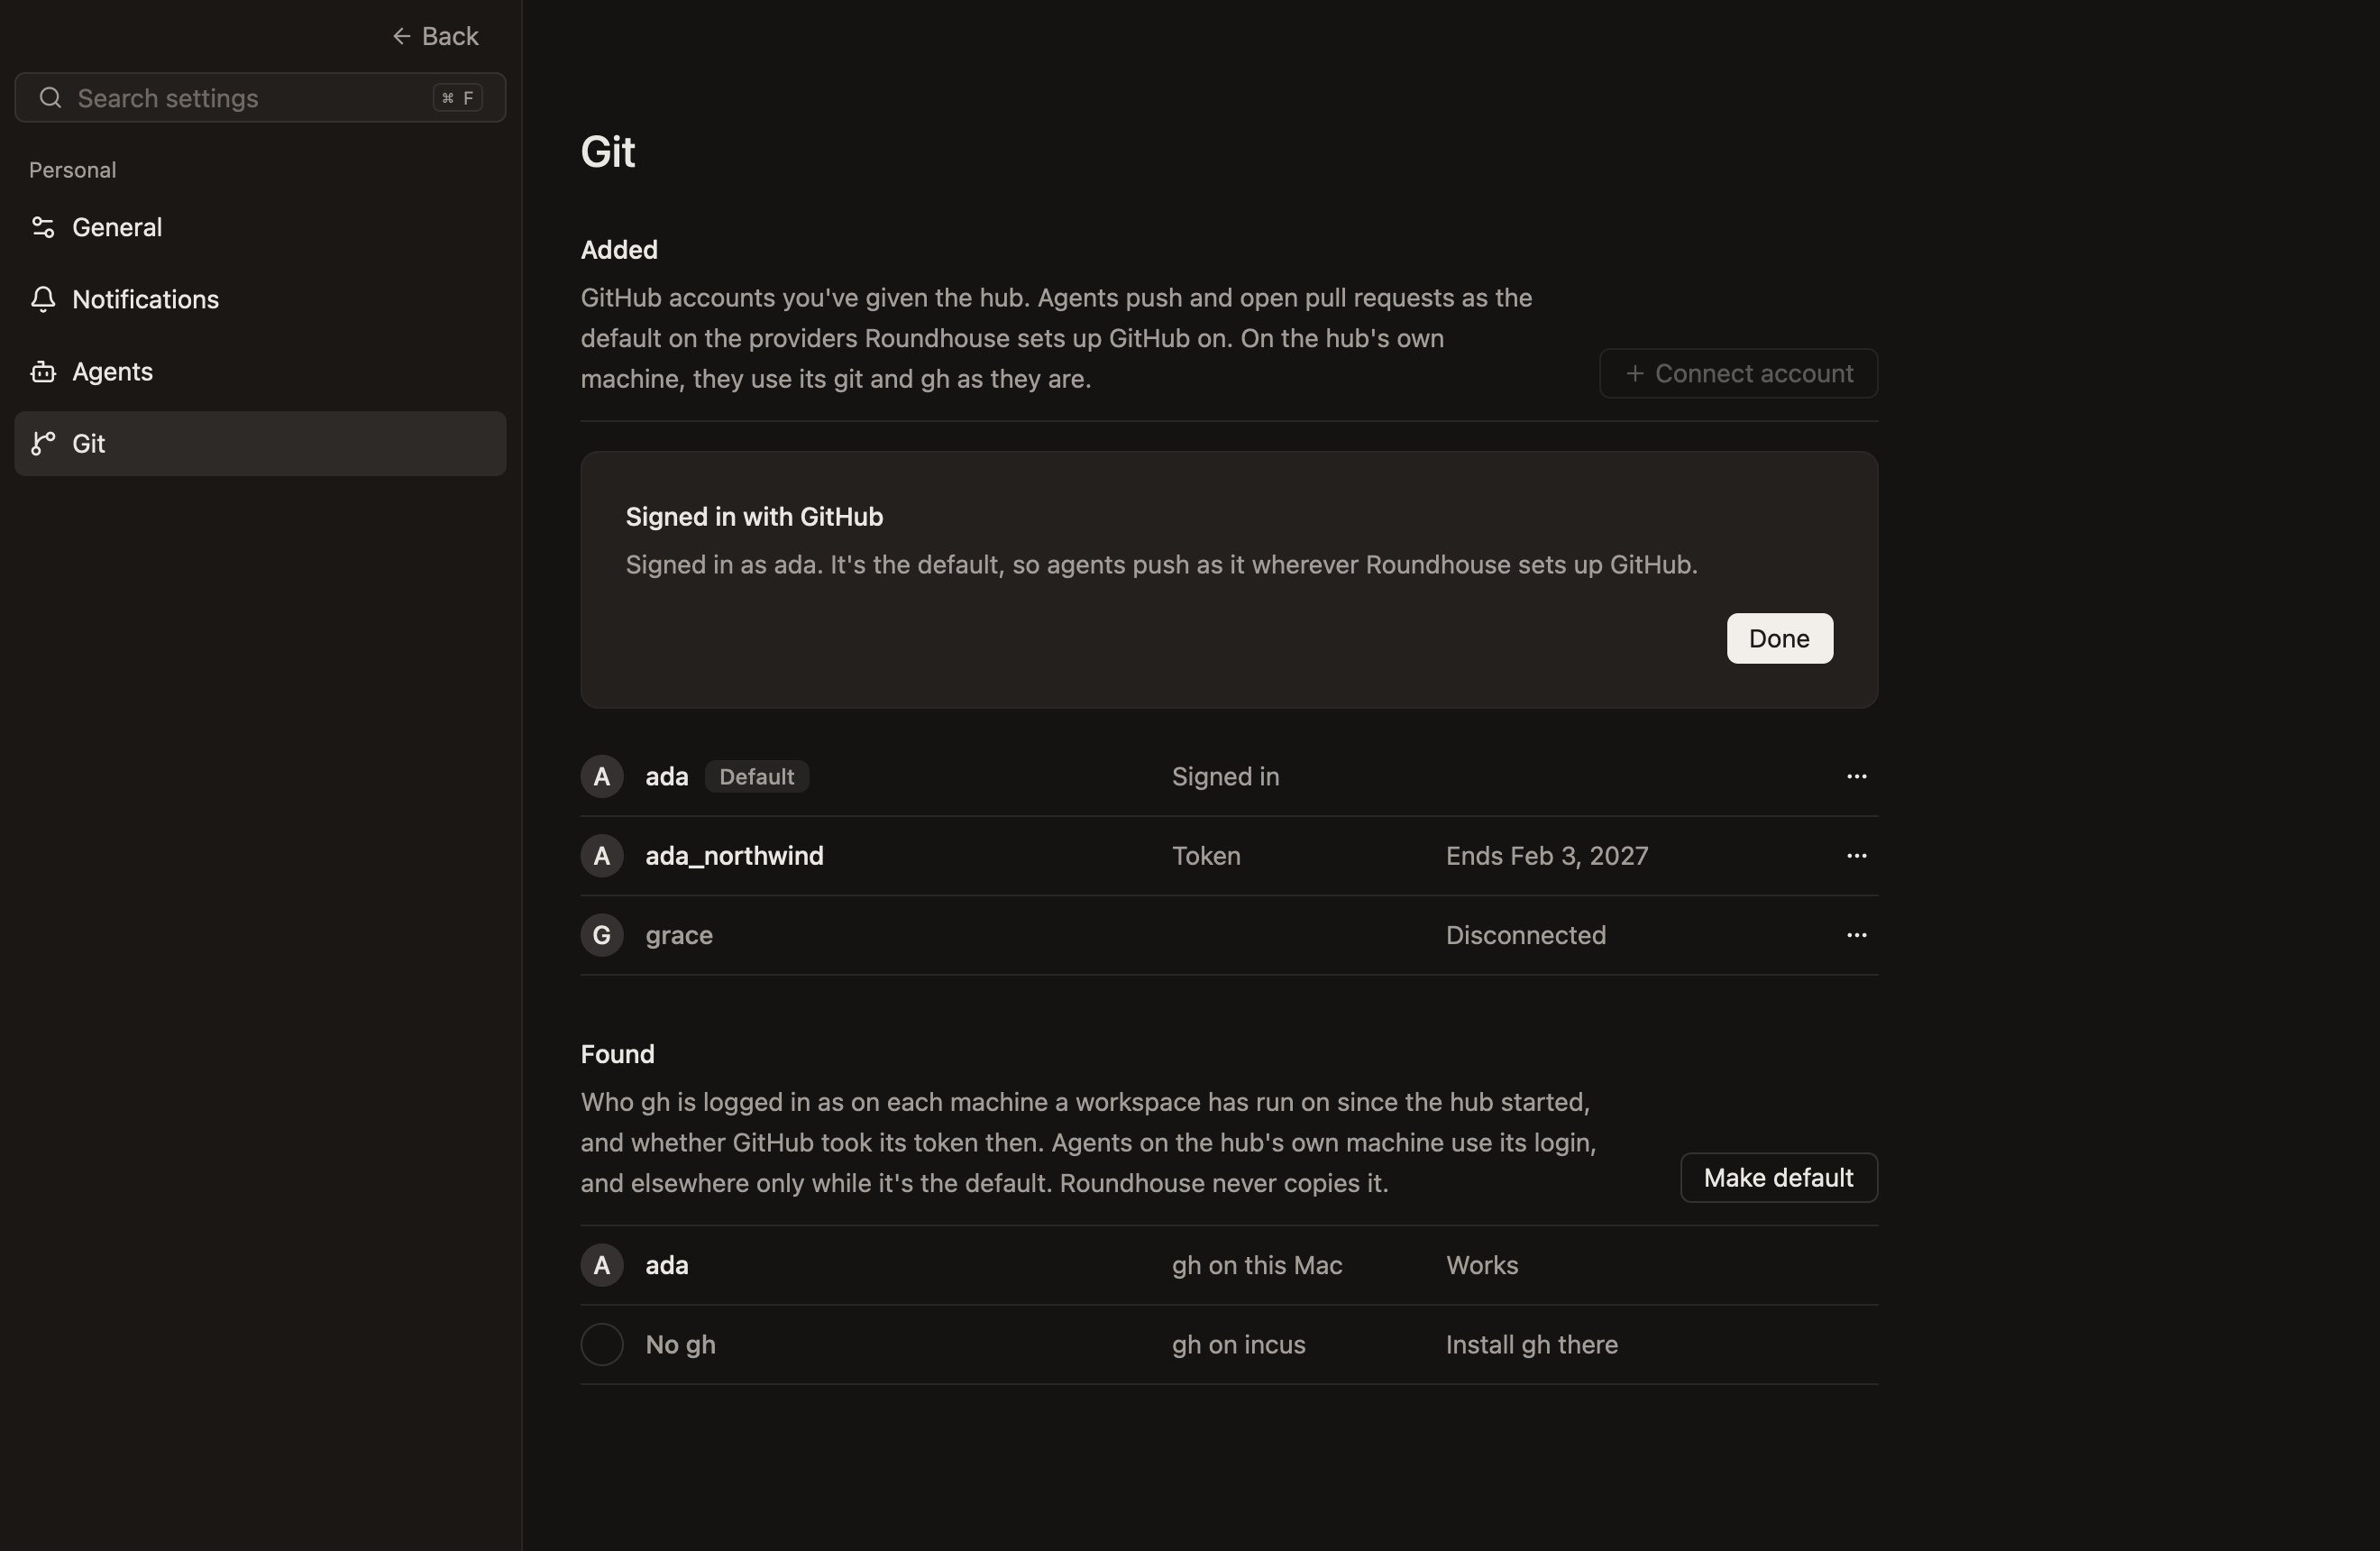 Back
Search settings
⌘ F
Personal
General
Notifications
Agents
Git
Git
Added
GitHub accounts you've given the hub. Agents push and open pull requests as the
default on the providers Roundhouse sets up GitHub on. On the hub's own
machine, they use its git and gh as they are.
+ Connect account
Signed in with GitHub
Signed in as ada. It's the default, so agents push as it wherever Roundhouse sets up GitHub.
Done
A ada Default Signed in
A ada_northwind Token Ends Feb 3, 2027
G grace Disconnected
Found
Who gh is logged in as on each machine a workspace has run on since the hub started,
and whether GitHub took its token then. Agents on the hub's own machine use its login,
and elsewhere only while it's the default. Roundhouse never copies it.
Make default
A ada gh on this Mac Works
No gh gh on incus Install gh there